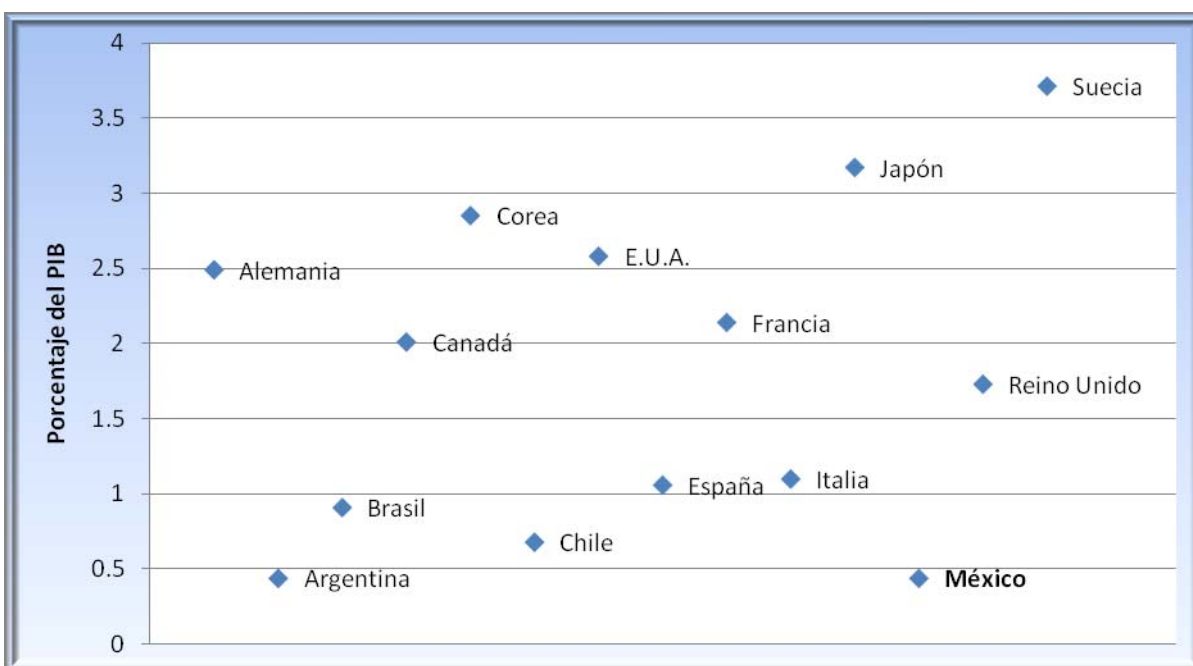 4
Suecia
3.5
Japón
3
Corea
E.U.A.
2.5
Alemania
Francia
Canadá
2
Reino Unido
1.5
Italia
España
1
Brasil
Chile
0.5
Argentina
México
0
Porcentaje del PIB